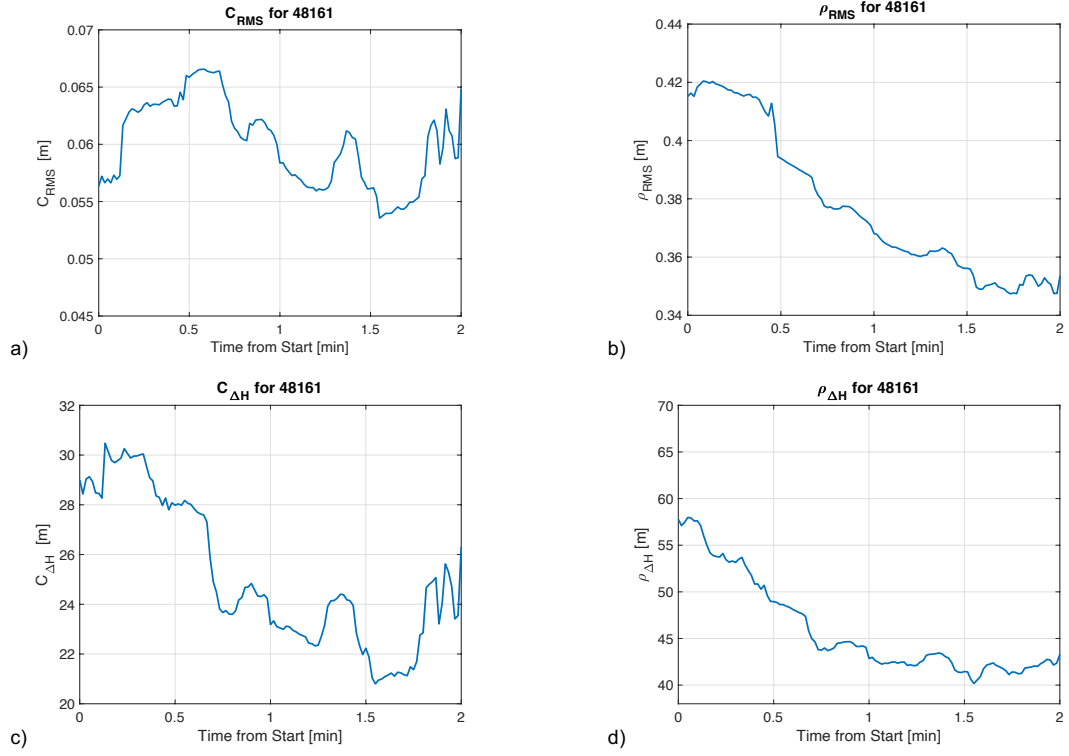 C_RMS for 48161
0.07
0.065
0.06
0.055
0.05
0.045
C_RMS [m]
0 0.5 1 1.5 2
Time from Start [min]
a)
ρ_RMS for 48161
0.44
0.42
0.4
0.38
0.36
0.34
ρ_RMS [m]
0 0.5 1 1.5 2
Time from Start [min]
b)
C_ΔH for 48161
32
30
28
26
24
22
20
C_ΔH [m]
0 0.5 1 1.5 2
Time from Start [min]
c)
ρ_ΔH for 48161
70
65
60
55
50
45
40
ρ_ΔH [m]
0 0.5 1 1.5 2
Time from Start [min]
d)